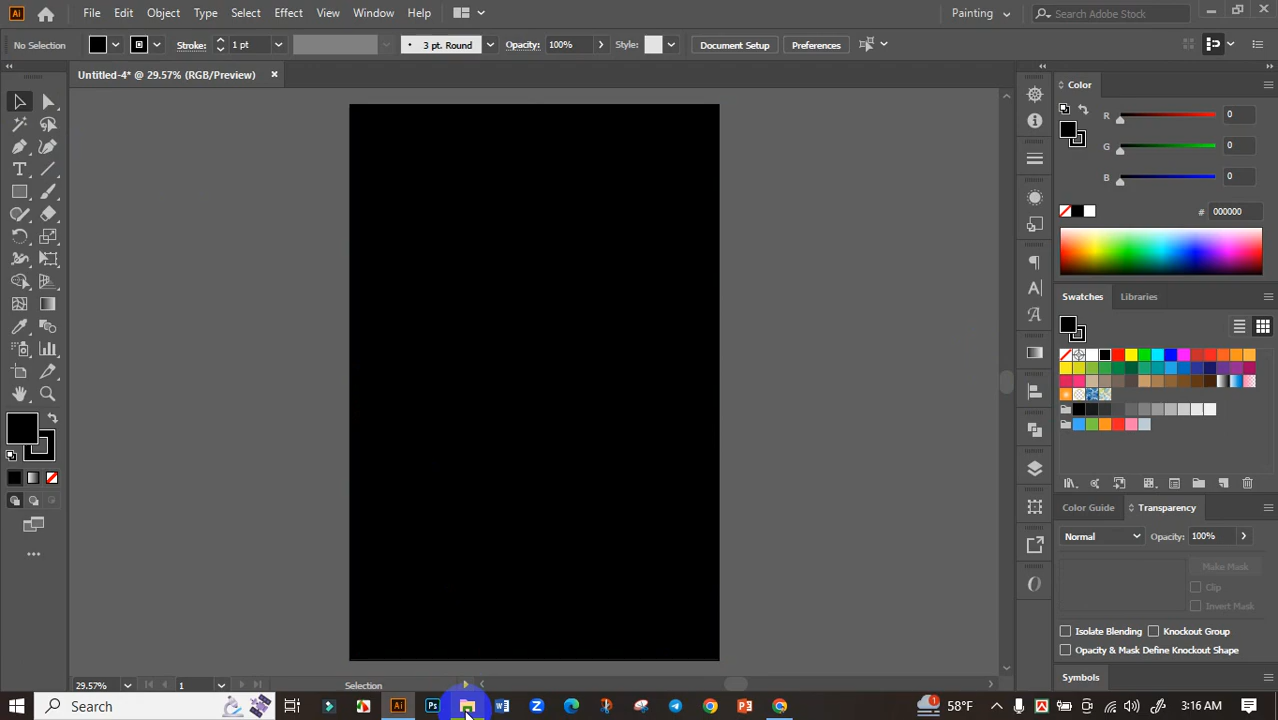 Ai File Edit Object Type Select Effect View Window Help Painting Search Adobe Stock
No Selection Stroke: 1 pt 3 pt. Round Opacity: 100% Style: Document Setup Preferences
Untitled-4* @ 29.57% (RGB/Preview)
Color
R 0
G 0
B 0
# 000000
Swatches Libraries
Color Guide Transparency
Normal Opacity: 100%
Make Mask
Clip
Invert Mask
Isolate Blending Knockout Group
Opacity & Mask Define Knockout Shape
Symbols
29.57% 1 Selection
Search Ai Ps 1 58°F 3:16 AM